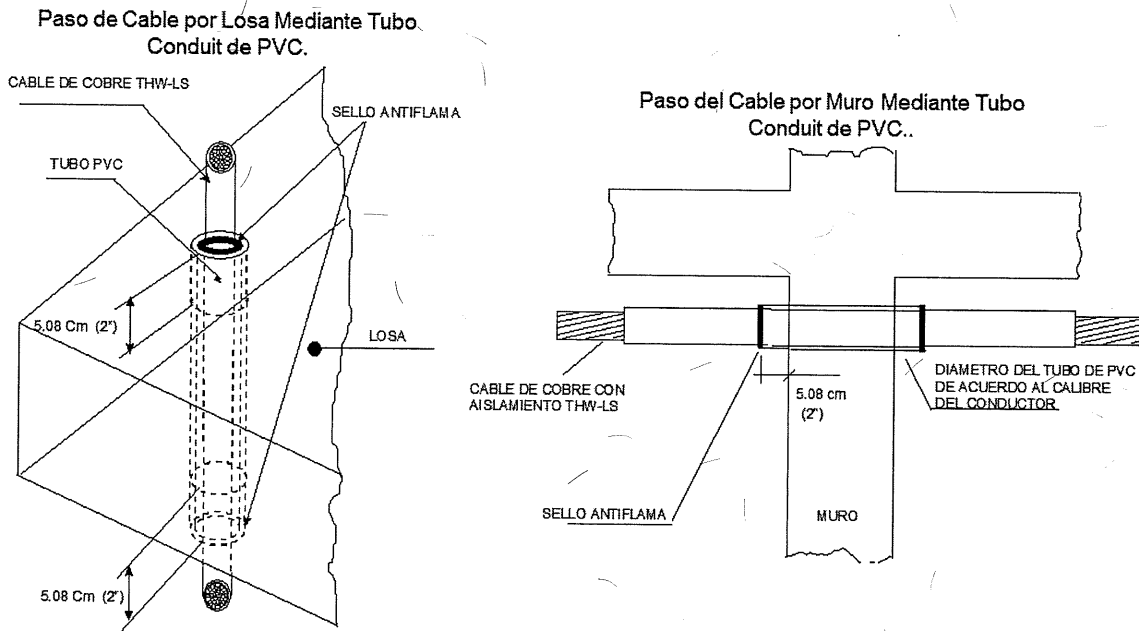 Paso de Cable por Losa Mediante Tubo
Conduit de PVC.
CABLE DE COBRE THW-LS
SELLO ANTIFLAMA
TUBO PVC
5.08 Cm (2")
LOSA
5.08 Cm (2")
Paso del Cable por Muro Mediante Tubo
Conduit de PVC..
CABLE DE COBRE CON
AISLAMIENTO THW-LS
5.08 cm
(2")
DIAMETRO DEL TUBO DE PVC
DE ACUERDO AL CALIBRE
DEL CONDUCTOR
SELLO ANTIFLAMA
MURO